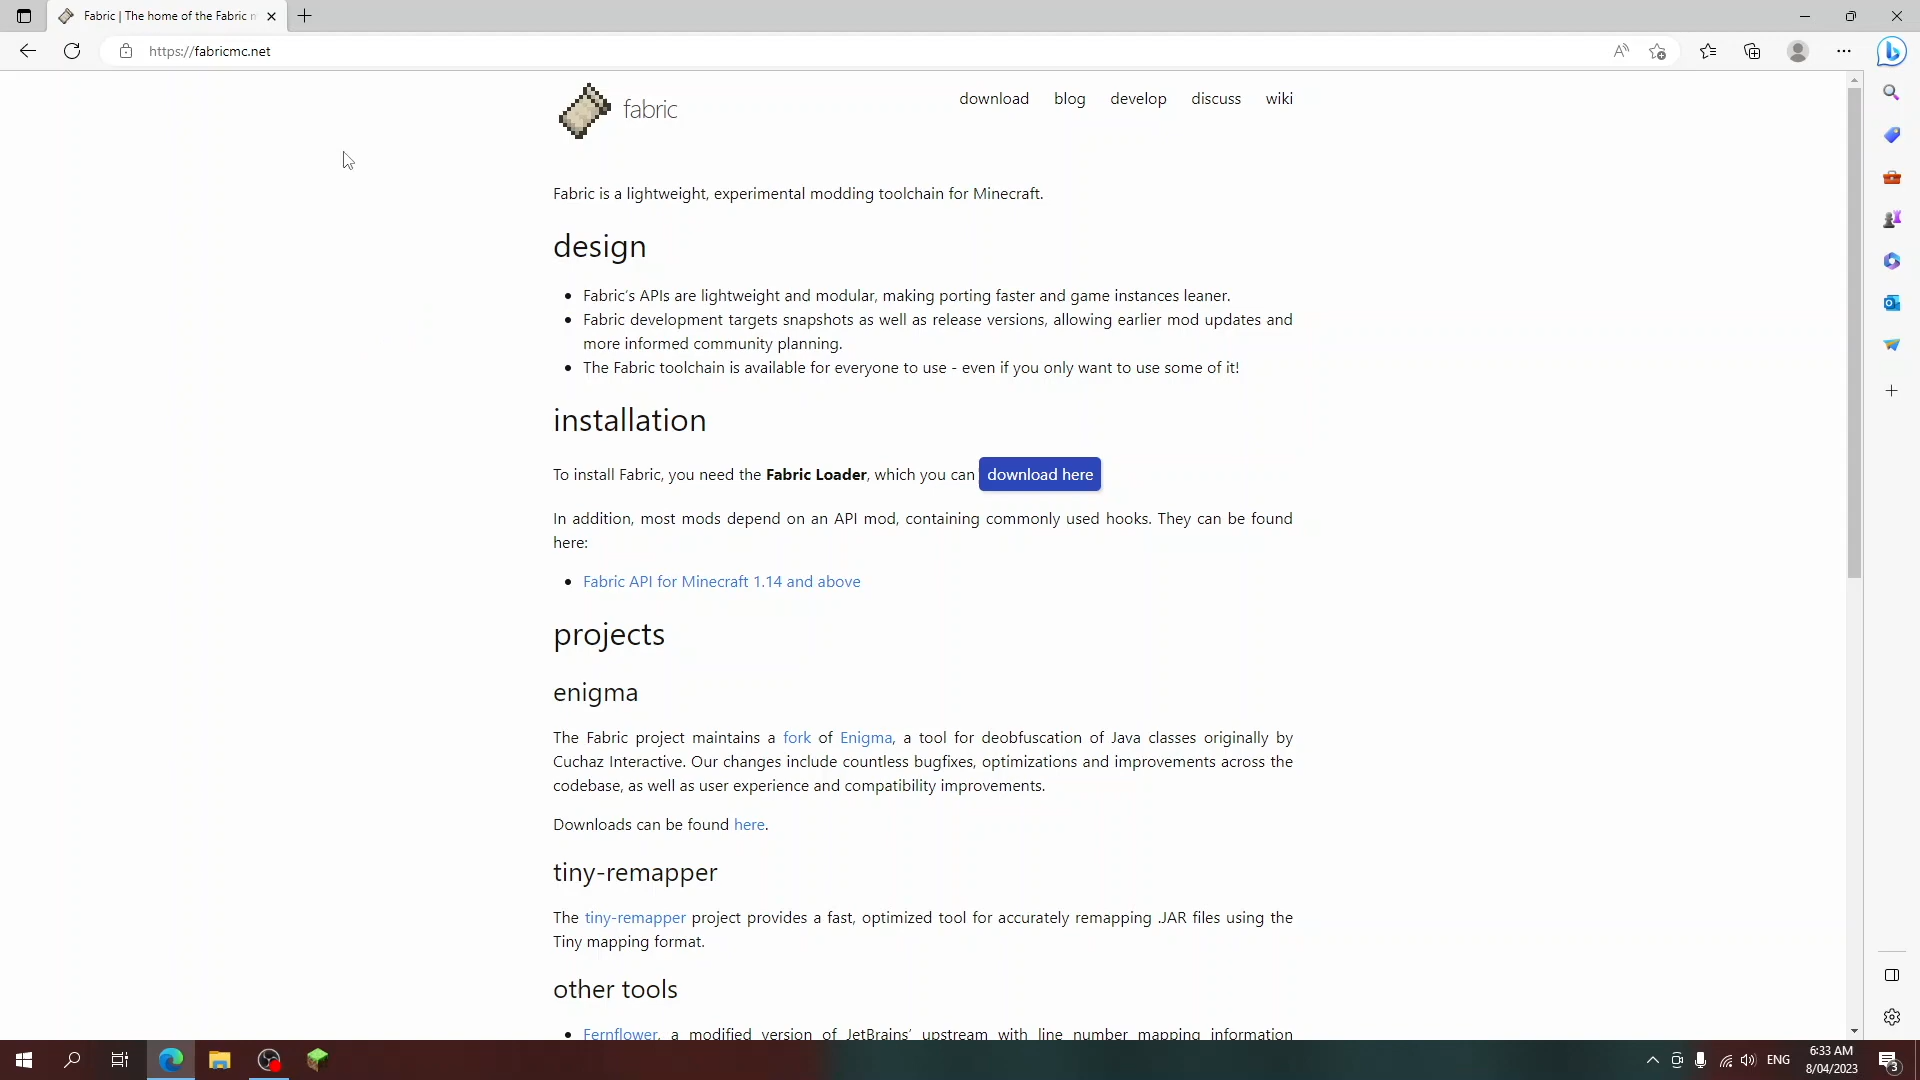 Fabric | The home of the Fabric m
https://fabricmc.net
fabric
download blog develop discuss wiki
Fabric is a lightweight, experimental modding toolchain for Minecraft.
design
• Fabric's APIs are lightweight and modular, making porting faster and game instances leaner.
• Fabric development targets snapshots as well as release versions, allowing earlier mod updates and
more informed community planning.
• The Fabric toolchain is available for everyone to use - even if you only want to use some of it!
installation
To install Fabric, you need the Fabric Loader, which you can download here
In addition, most mods depend on an API mod, containing commonly used hooks. They can be found
here:
• Fabric API for Minecraft 1.14 and above
projects
enigma
The Fabric project maintains a fork of Enigma, a tool for deobfuscation of Java classes originally by
Cuchaz Interactive. Our changes include countless bugfixes, optimizations and improvements across the
codebase, as well as user experience and compatibility improvements.
Downloads can be found here.
tiny-remapper
The tiny-remapper project provides a fast, optimized tool for accurately remapping .JAR files using the
Tiny mapping format.
other tools
• Fernflower, a modified version of JetBrains' upstream with line number mapping information
ENG
6:33 AM
8/04/2023
3